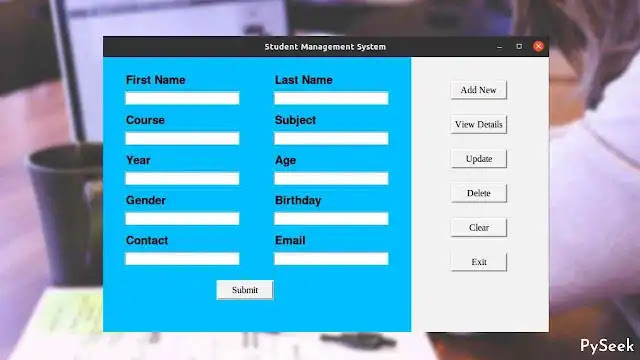 Student Management System
First Name Last Name
Add New
Course Subject
View Details
Year Age
Update
Gender Birthday
Delete
Contact Email
Clear
Exit
Submit
PySeek